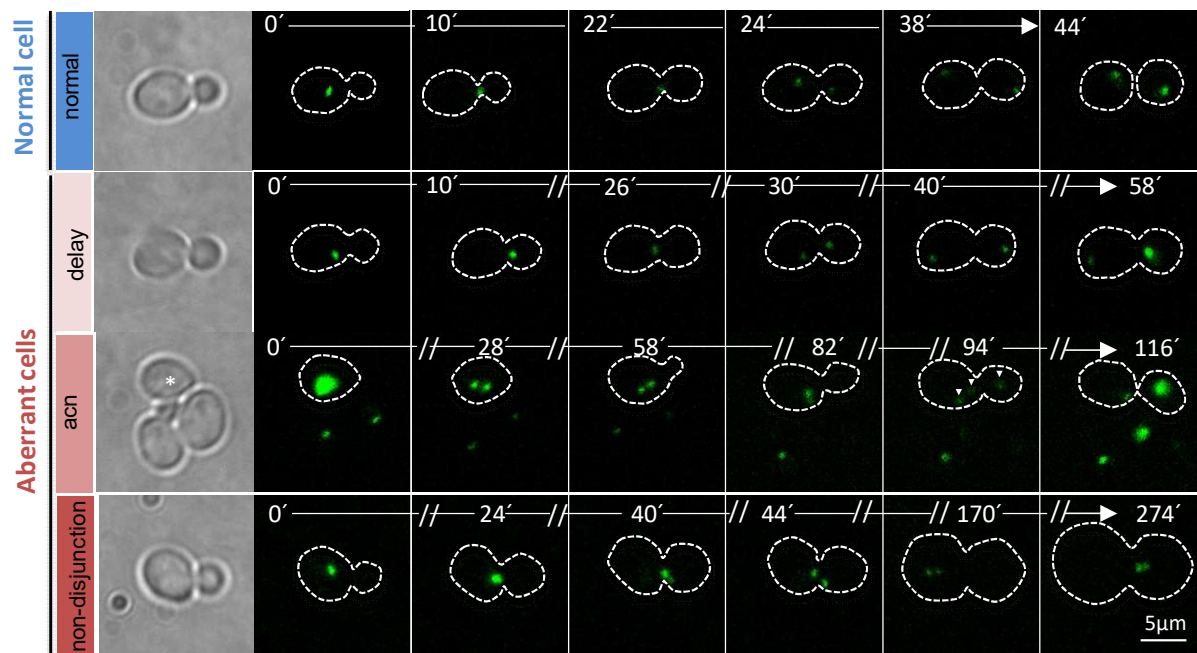 Normal cell
normal
0′ 10′ 22′ 24′ 38′ 44′
Aberrant cells
delay
0′ 10′ // 26′ // 30′ // 40′ // 58′
acn
*
0′ // 28′ // 58′ // 82′ // 94′ // 116′
non-disjunction
0′ // 24′ // 40′ // 44′ // // 170′ // 274′
5µm